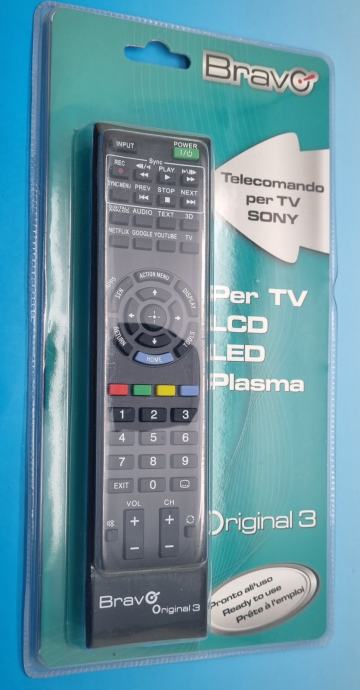 Bravo
Telecomando
per TV
SONY
Per TV
LCD
LED
Plasma
Original 3
Pronto all'uso
Ready to use
Prête à l'emploi
INPUT
POWER
I/⏻
Sync
REC
PLAY
SYNC MENU
PREV
STOP
NEXT
AUDIO
TEXT
3D
NETFLIX
GOOGLE
YOUTUBE
TV
ACTION MENU
DISPLAY
SEN
RETURN
TOOLS
HOME
1
2
3
4
5
6
7
8
9
EXIT
0
VOL
CH
+
+
−
−
Bravo
Original 3